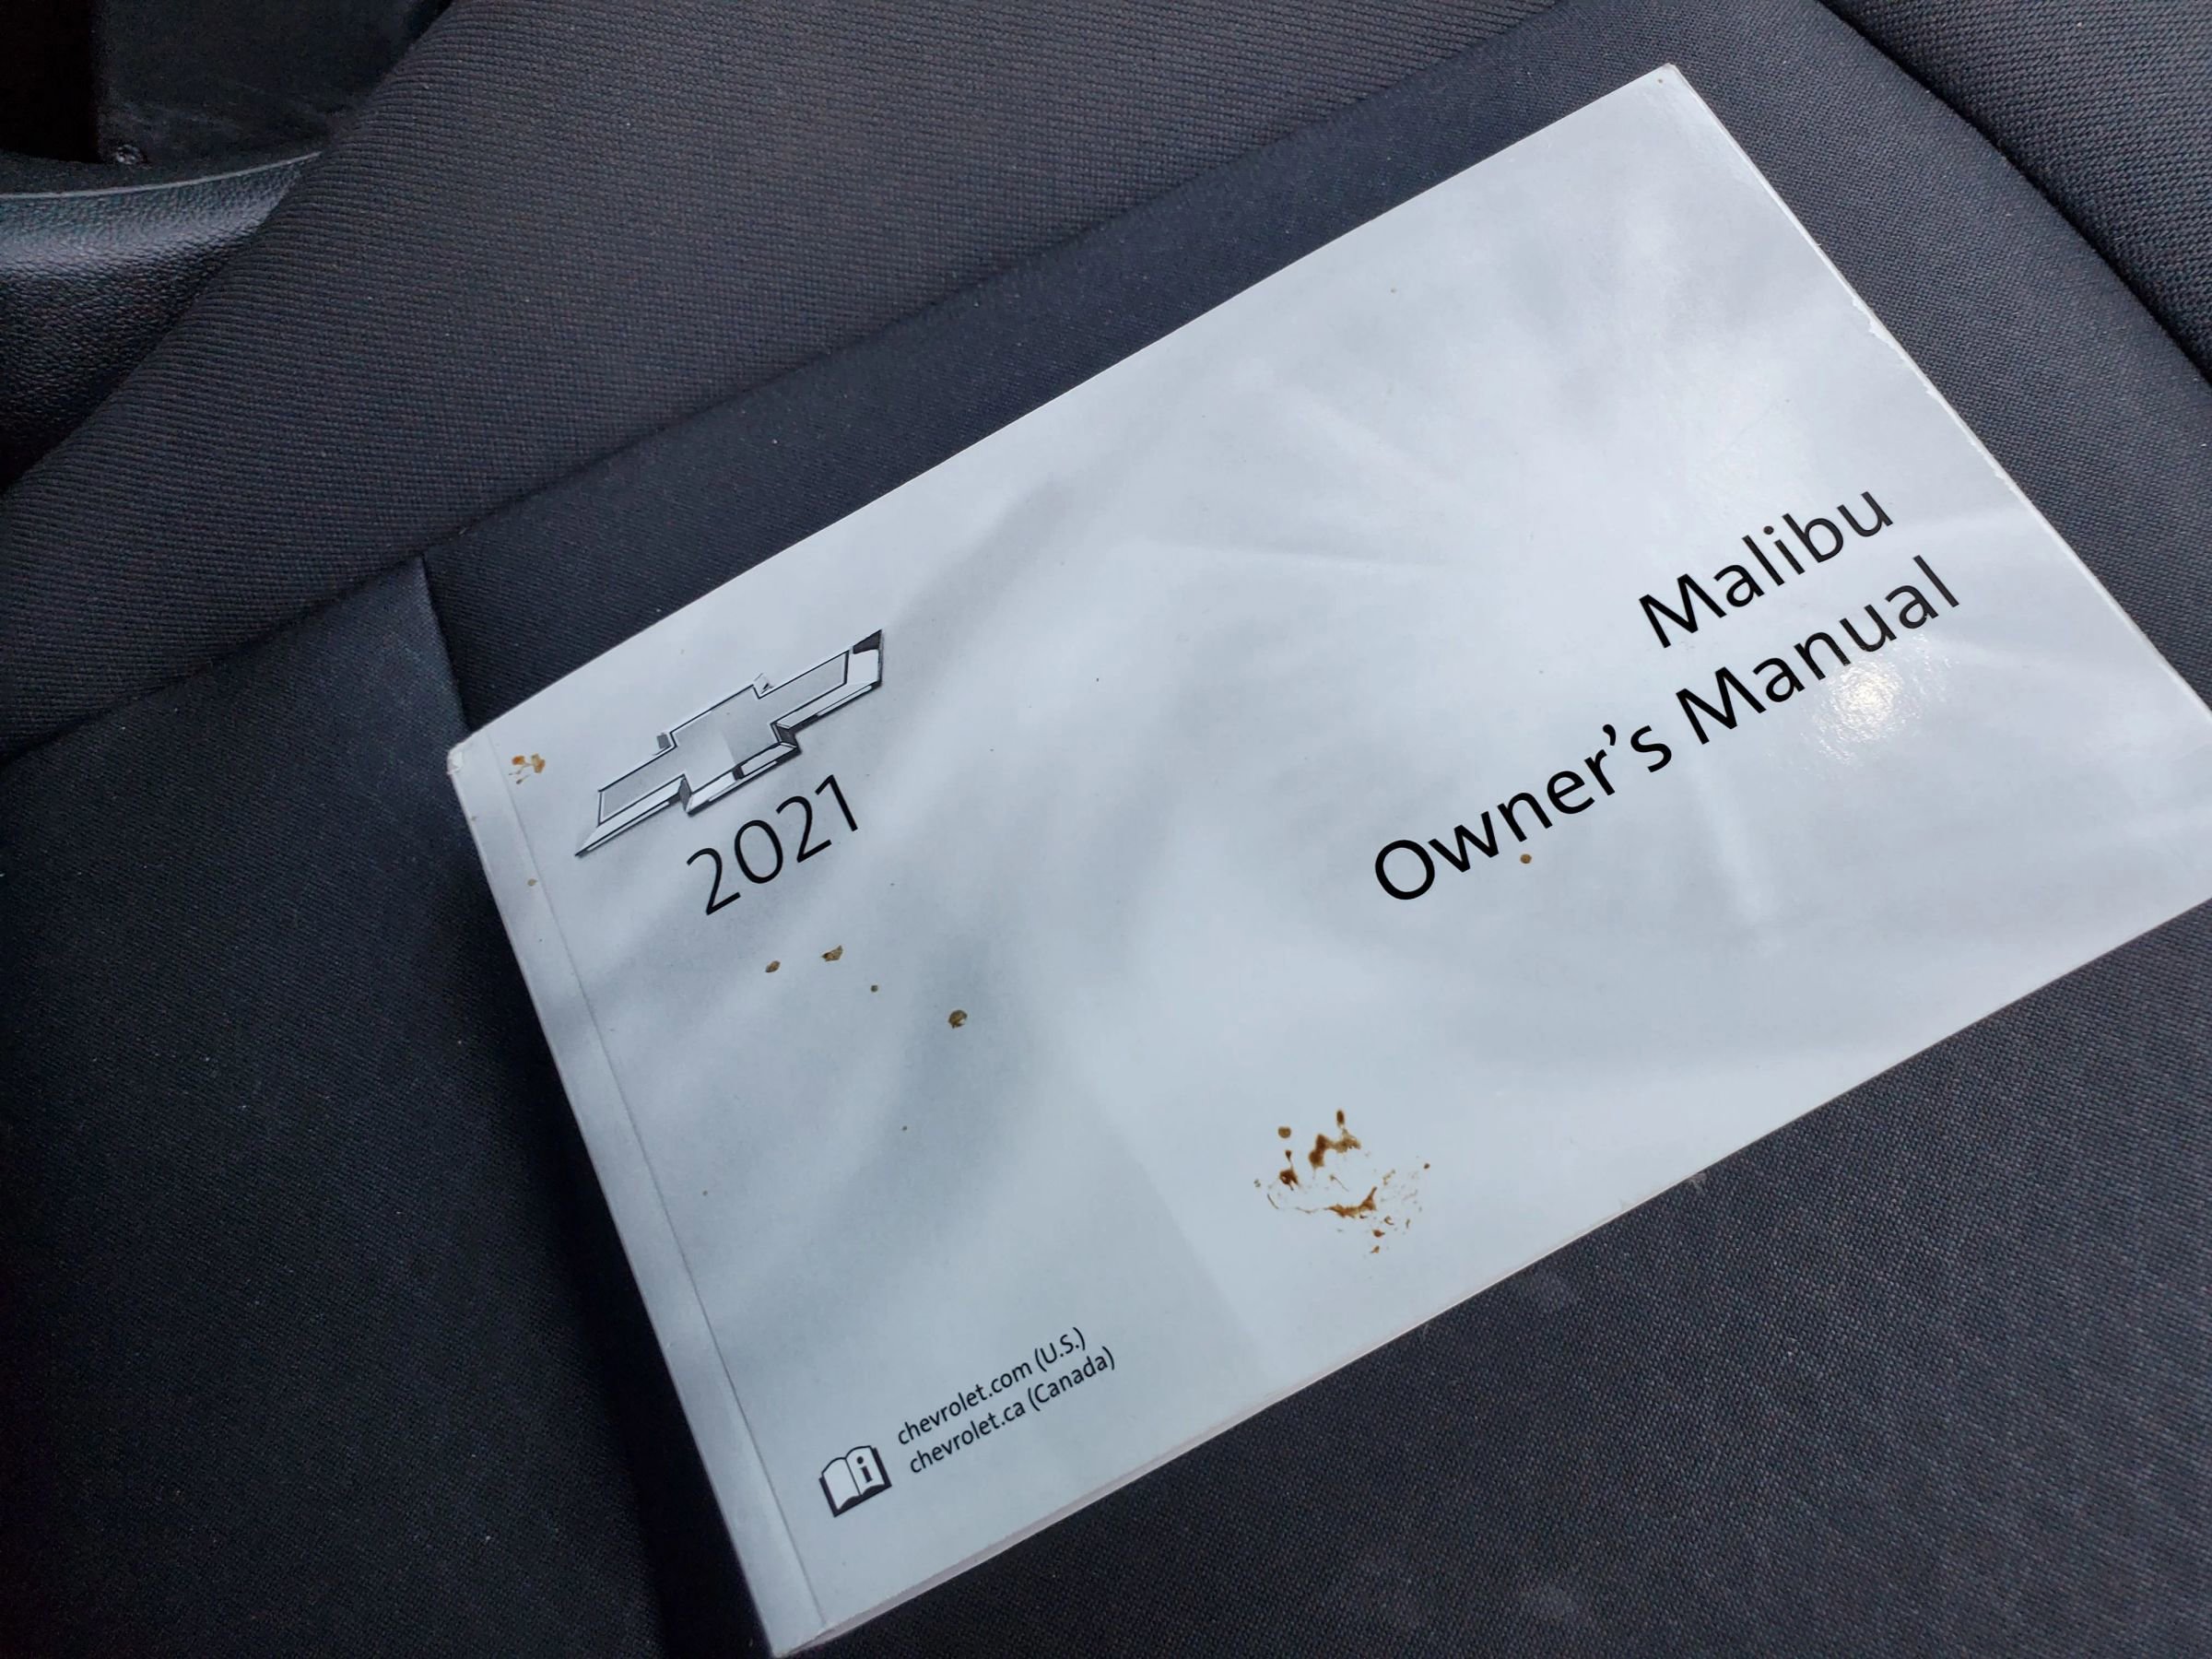 2021
Malibu
Owner's Manual
chevrolet.com (U.S.)
chevrolet.ca (Canada)